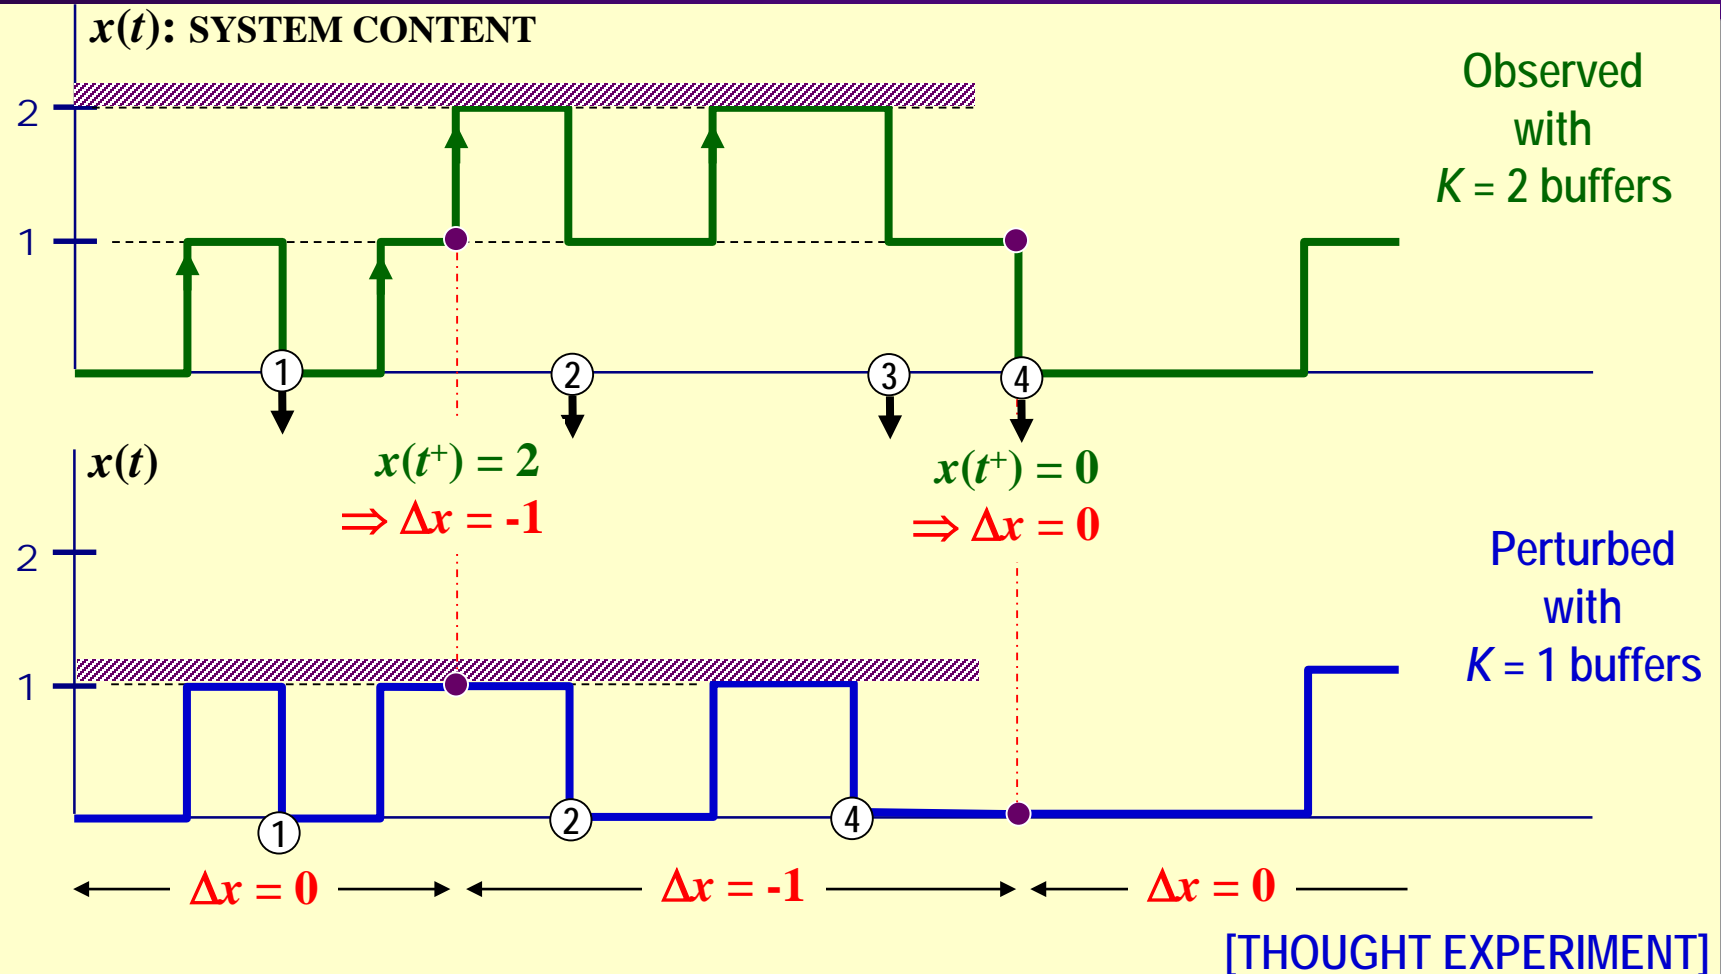 x(t): SYSTEM CONTENT
Observed
with
K = 2 buffers
2
1
1
2
3
4
x(t)
x(t⁺) = 2
⇒ Δx = -1
x(t⁺) = 0
⇒ Δx = 0
Perturbed
with
K = 1 buffers
2
1
1
2
4
Δx = 0
Δx = -1
Δx = 0
[THOUGHT EXPERIMENT]